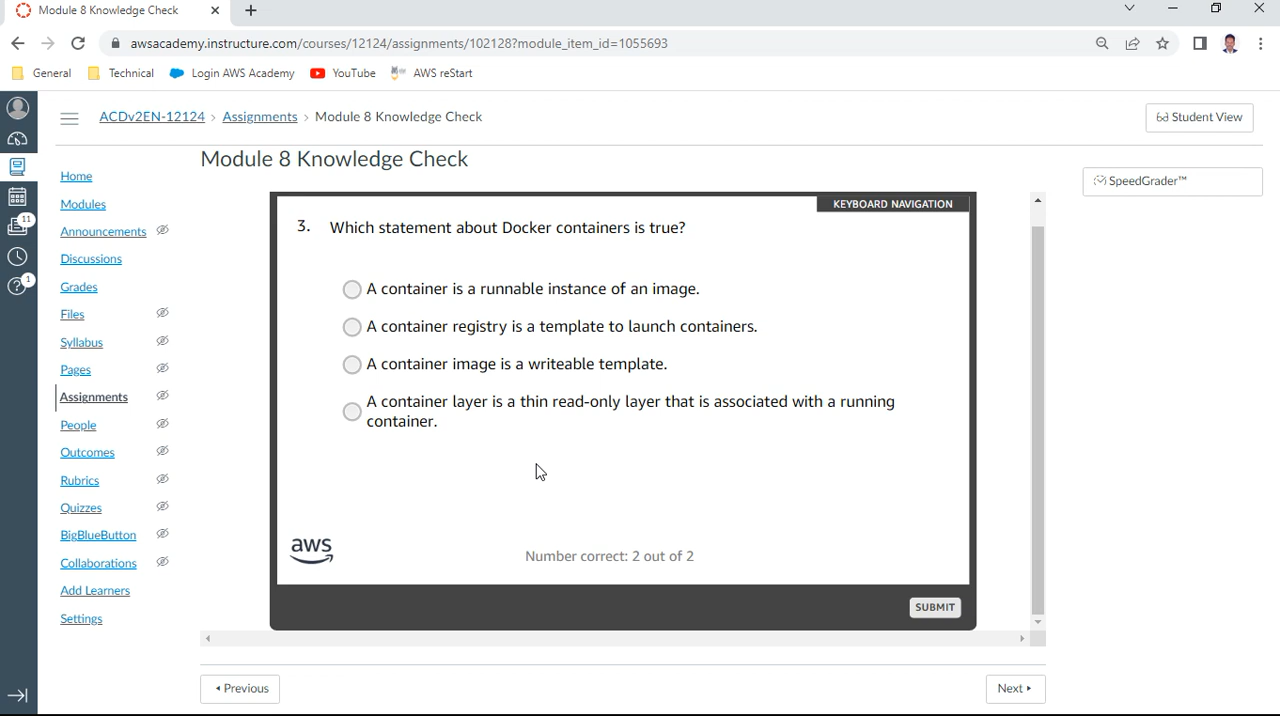 Module 8 Knowledge Check
awsacademy.instructure.com/courses/12124/assignments/102128?module_item_id=1055693
General
Technical
Login AWS Academy
YouTube
AWS reStart
ACDv2EN-12124 › Assignments › Module 8 Knowledge Check
Student View
Module 8 Knowledge Check
SpeedGrader™
Home
Modules
Announcements
Discussions
Grades
Files
Syllabus
Pages
Assignments
People
Outcomes
Rubrics
Quizzes
BigBlueButton
Collaborations
Add Learners
Settings
11
1
KEYBOARD NAVIGATION
3. Which statement about Docker containers is true?
A container is a runnable instance of an image.
A container registry is a template to launch containers.
A container image is a writeable template.
A container layer is a thin read-only layer that is associated with a running
container.
aws
Number correct: 2 out of 2
SUBMIT
Previous
Next